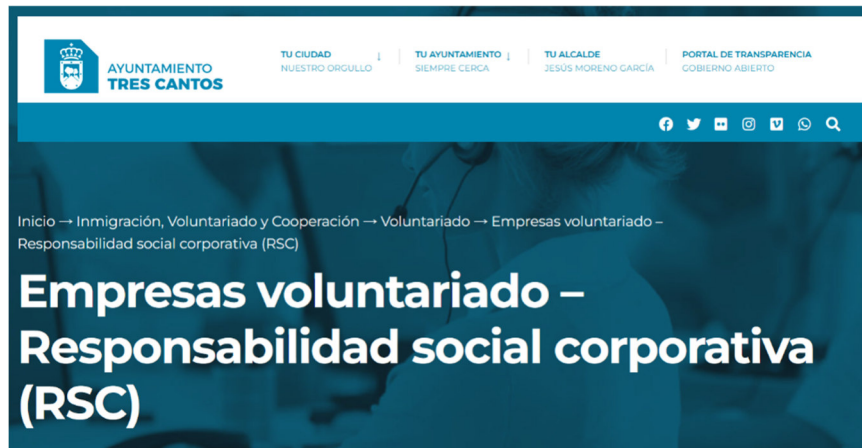 AYUNTAMIENTO
TRES CANTOS
TU CIUDAD
NUESTRO ORGULLO
TU AYUNTAMIENTO
SIEMPRE CERCA
TU ALCALDE
JESÚS MORENO GARCÍA
PORTAL DE TRANSPARENCIA
GOBIERNO ABIERTO
Inicio → Inmigración, Voluntariado y Cooperación → Voluntariado → Empresas voluntariado –
Responsabilidad social corporativa (RSC)
Empresas voluntariado –
Responsabilidad social corporativa
(RSC)